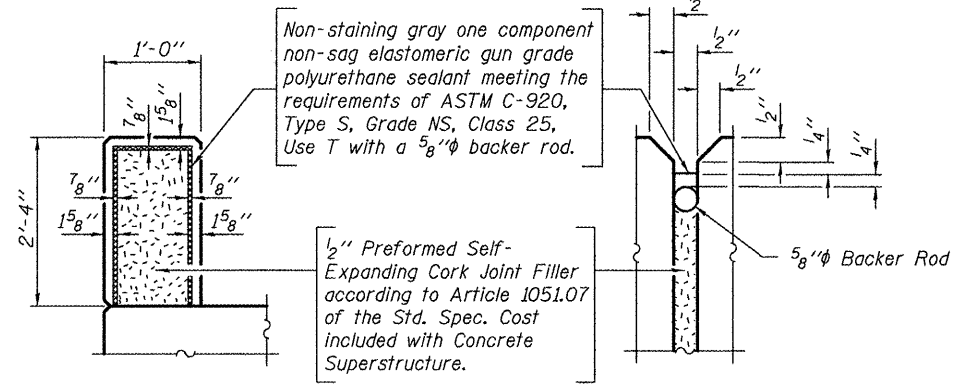 Non-staining gray one component
non-sag elastomeric gun grade
polyurethane sealant meeting the
requirements of ASTM C-920,
Type S, Grade NS, Class 25,
Use T with a 5/8"ϕ backer rod.
1'-0"
7/8"
1 5/8"
2'-4"
7/8"
7/8"
1 5/8"
1 5/8"
1/2" Preformed Self-
Expanding Cork Joint Filler
according to Article 1051.07
of the Std. Spec. Cost
included with Concrete
Superstructure.
2
1/2"
1/2"
1/2"
1/4"
1/4"
5/8"ϕ Backer Rod